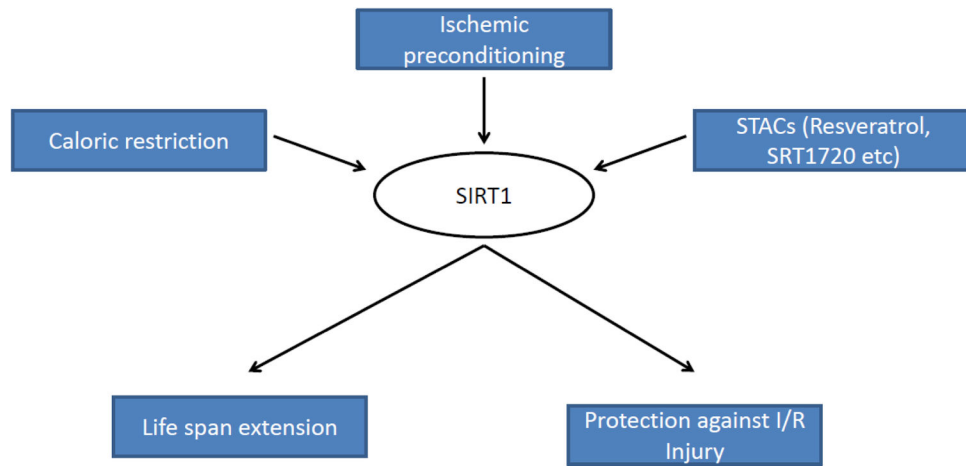 Ischemic
preconditioning
Caloric restriction
STACs (Resveratrol,
SRT1720 etc)
SIRT1
Life span extension
Protection against I/R
Injury